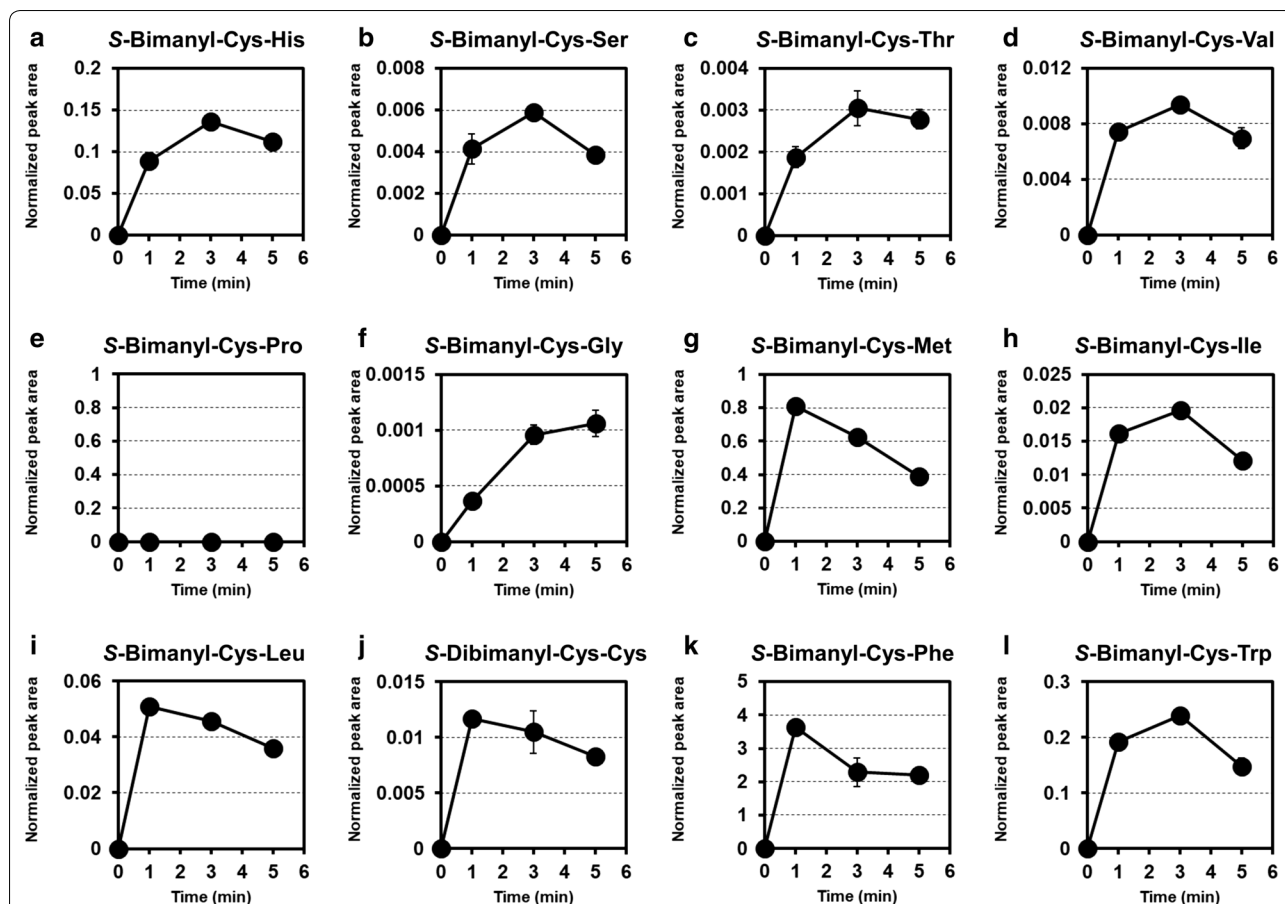 a S-Bimanyl-Cys-His
Normalized peak area
0.2
0.15
0.1
0.05
0
0 1 2 3 4 5 6
Time (min)
b S-Bimanyl-Cys-Ser
Normalized peak area
0.008
0.006
0.004
0.002
0
0 1 2 3 4 5 6
Time (min)
c S-Bimanyl-Cys-Thr
Normalized peak area
0.004
0.003
0.002
0.001
0
0 1 2 3 4 5 6
Time (min)
d S-Bimanyl-Cys-Val
Normalized peak area
0.012
0.008
0.004
0
0 1 2 3 4 5 6
Time (min)
e S-Bimanyl-Cys-Pro
Normalized peak area
1
0.8
0.6
0.4
0.2
0
0 1 2 3 4 5 6
Time (min)
f S-Bimanyl-Cys-Gly
Normalized peak area
0.0015
0.001
0.0005
0
0 1 2 3 4 5 6
Time (min)
g S-Bimanyl-Cys-Met
Normalized peak area
1
0.8
0.6
0.4
0.2
0
0 1 2 3 4 5 6
Time (min)
h S-Bimanyl-Cys-Ile
Normalized peak area
0.025
0.02
0.015
0.01
0.005
0
0 1 2 3 4 5 6
Time (min)
i S-Bimanyl-Cys-Leu
Normalized peak area
0.06
0.04
0.02
0
0 1 2 3 4 5 6
Time (min)
j S-Dibimanyl-Cys-Cys
Normalized peak area
0.015
0.01
0.005
0
0 1 2 3 4 5 6
Time (min)
k S-Bimanyl-Cys-Phe
Normalized peak area
5
4
3
2
1
0
0 1 2 3 4 5 6
Time (min)
l S-Bimanyl-Cys-Trp
Normalized peak area
0.3
0.2
0.1
0
0 1 2 3 4 5 6
Time (min)